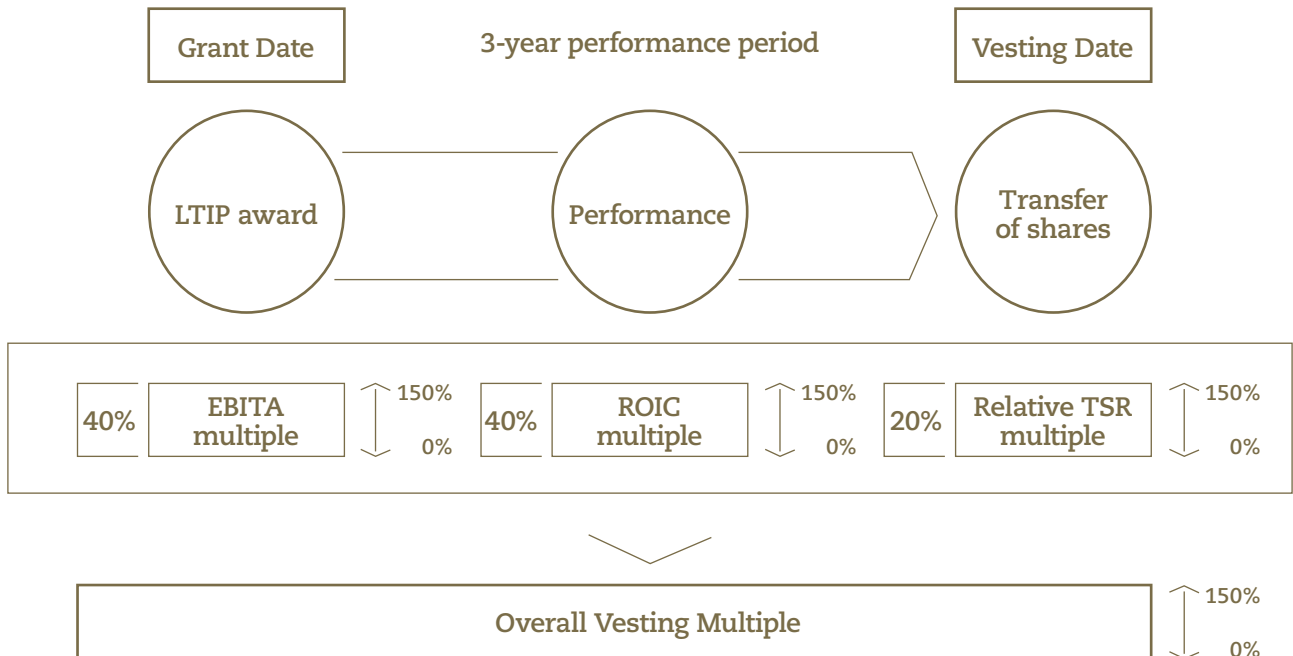 Grant Date
3-year performance period
Vesting Date
LTIP award
Performance
Transfer
of shares
40%
EBITA
multiple
150%
0%
40%
ROIC
multiple
150%
0%
20%
Relative TSR
multiple
150%
0%
Overall Vesting Multiple
150%
0%